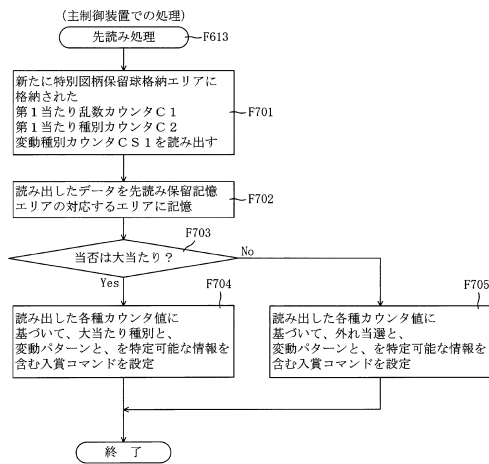 （主制御装置での処理）
先読み処理
F613
新たに特別図柄保留球格納エリアに
格納された
第１当たり乱数カウンタＣ１
第１当たり種別カウンタＣ２
変動種別カウンタＣＳ１を読み出す
F701
読み出したデータを先読み保留記憶
エリアの対応するエリアに記憶
F702
F703
当否は大当たり？
No
Yes
F704
読み出した各種カウンタ値に
基づいて、大当たり種別と、
変動パターンと、を特定可能な情報を
含む入賞コマンドを設定
F705
読み出した各種カウンタ値に
基づいて、外れ当選と、
変動パターンと、を特定可能な情報を
含む入賞コマンドを設定
終　了